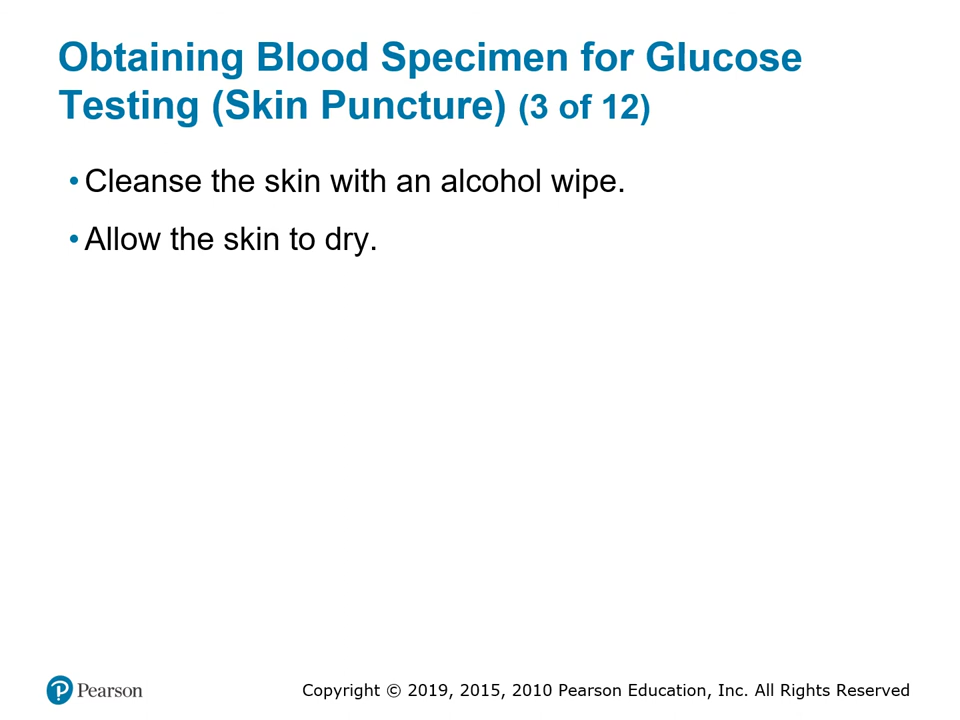 Obtaining Blood Specimen for Glucose
Testing (Skin Puncture) (3 of 12)
• Cleanse the skin with an alcohol wipe.
• Allow the skin to dry.
Pearson
Copyright © 2019, 2015, 2010 Pearson Education, Inc. All Rights Reserved